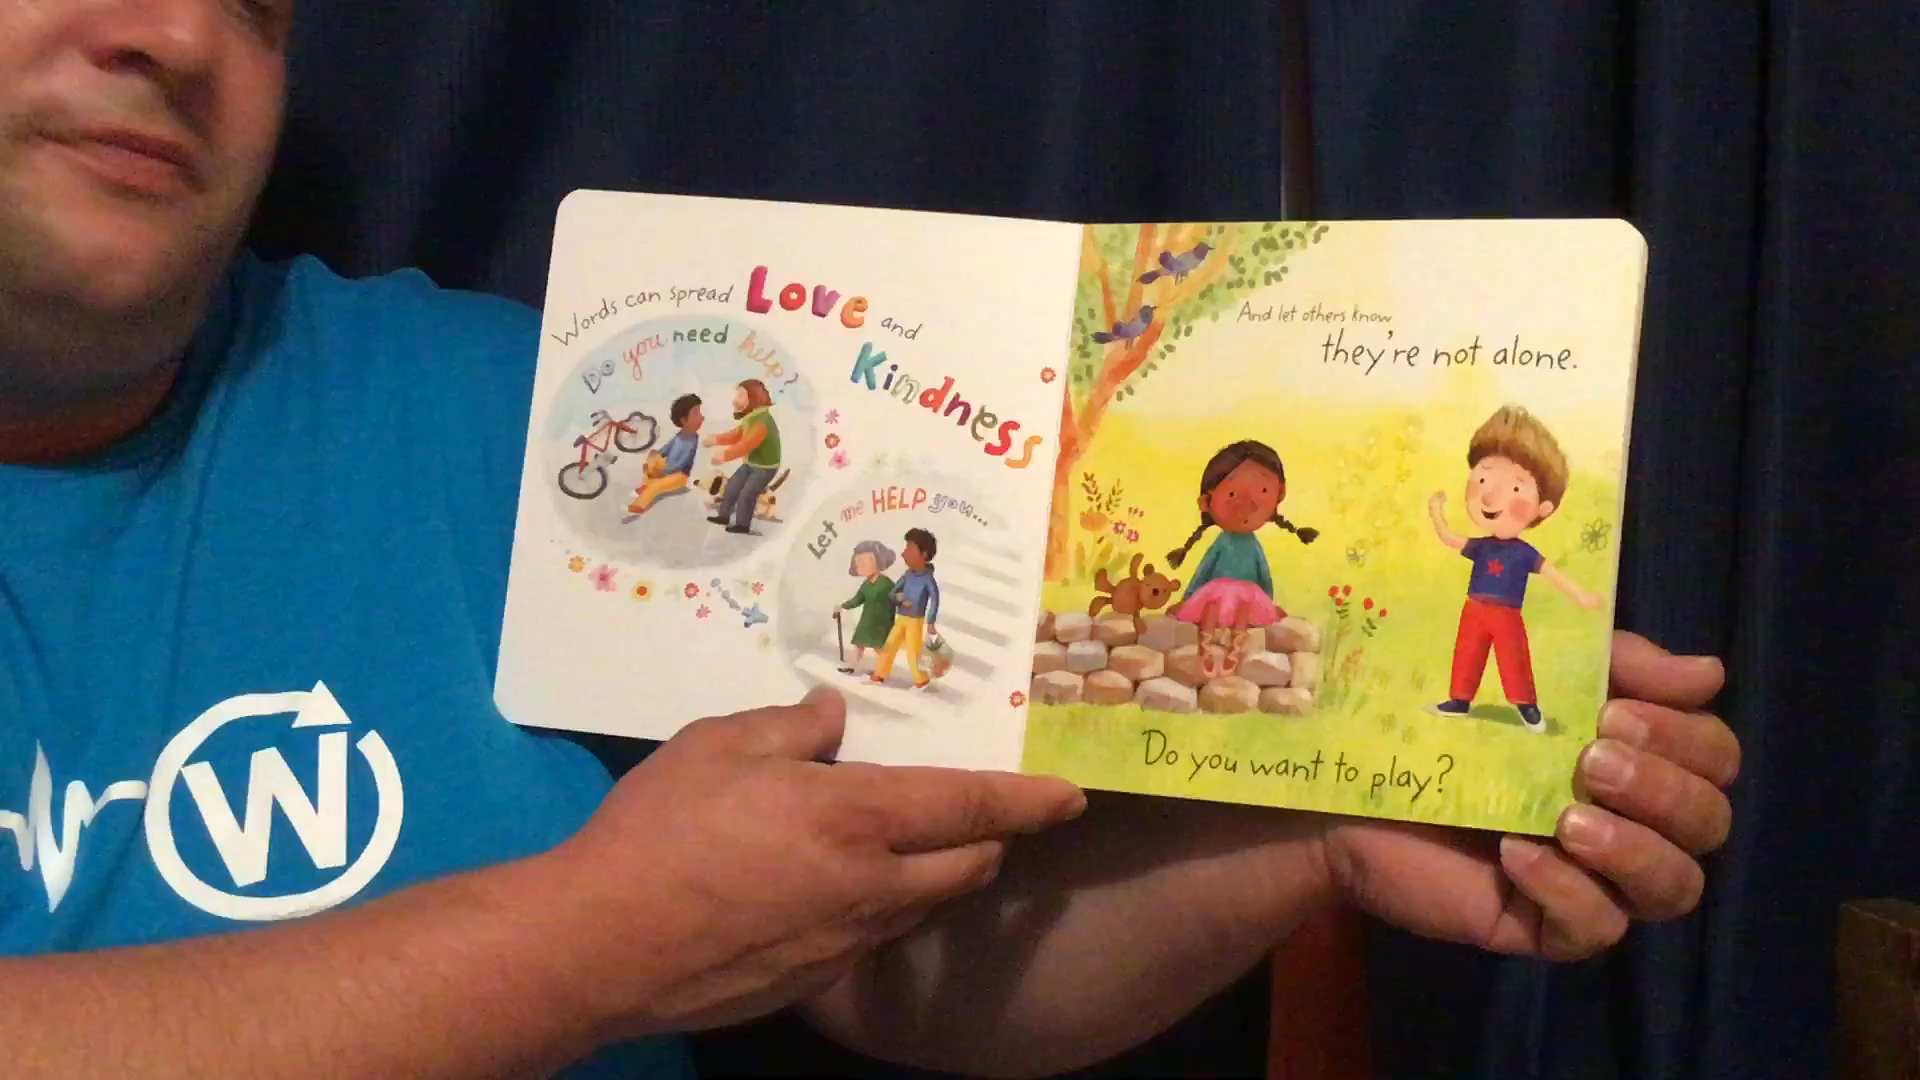 Words can spread Love and
Kindness
Do you need help?
Let me HELP you...
And let others know
they're not alone.
Do you want to play?
W